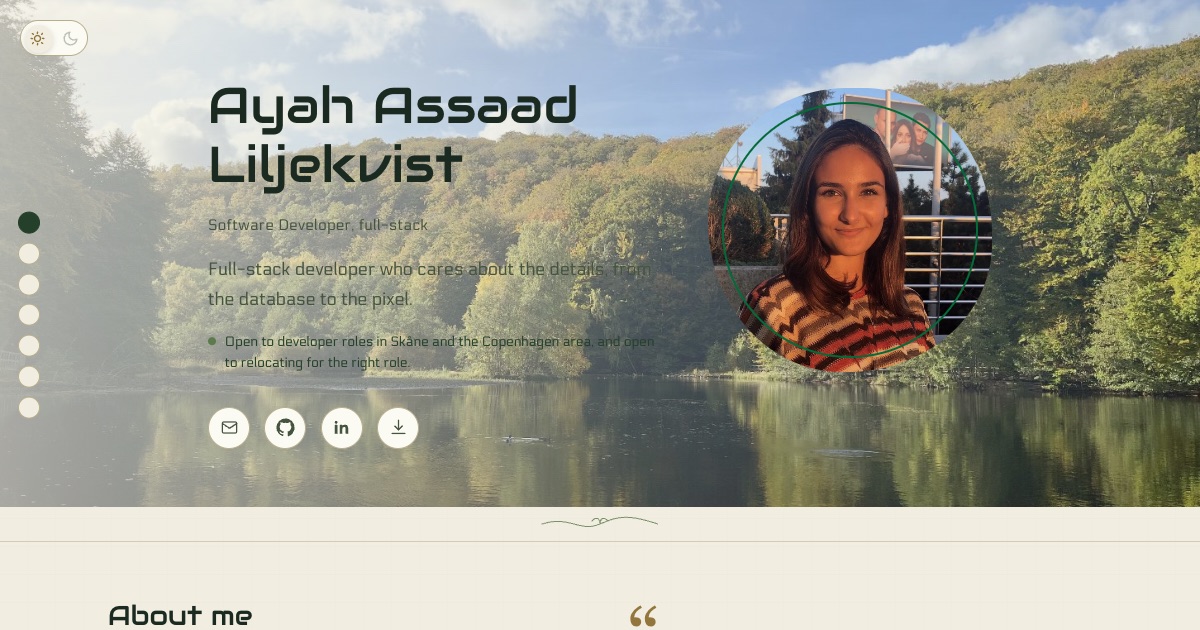 Ayah Assaad
Liljekvist
Software Developer, full-stack
Full-stack developer who cares about the details, from
the database to the pixel.
Open to developer roles in Skåne and the Copenhagen area, and open
to relocating for the right role.
in
About me
“